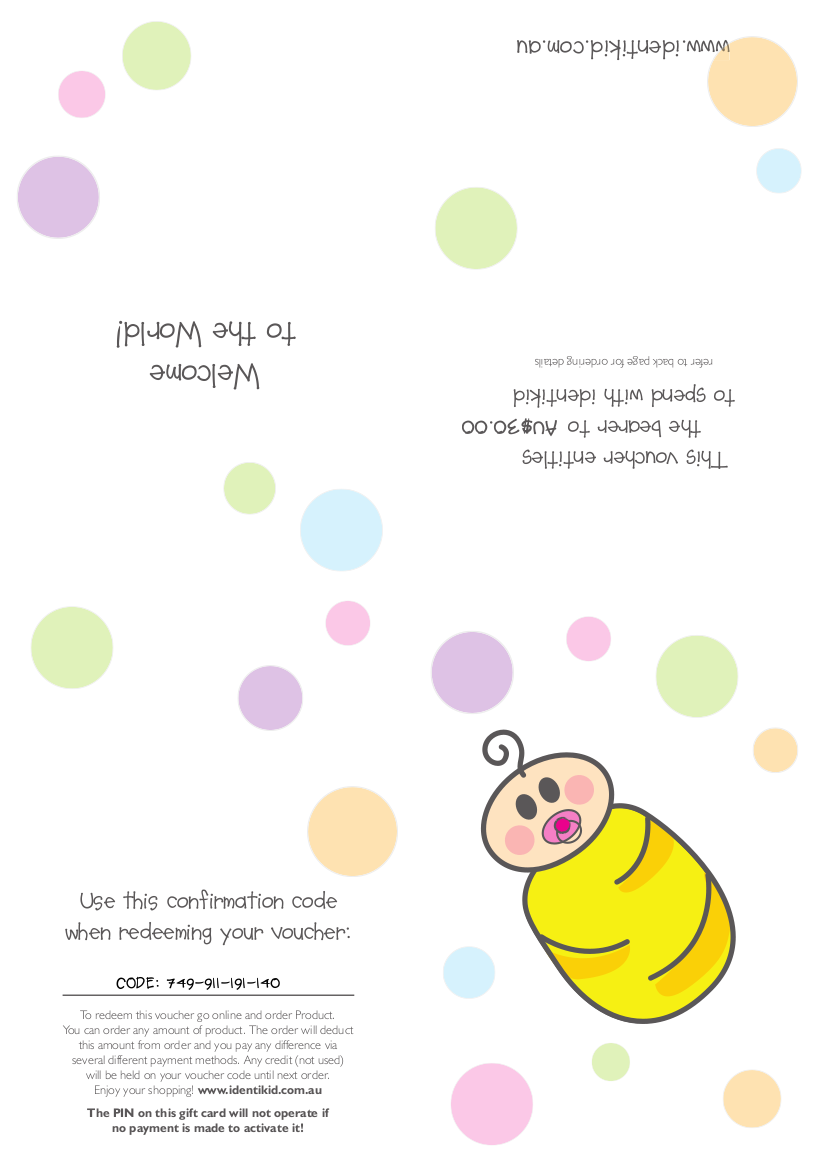 www.identikid.com.au
Welcome
to the World!
This voucher entitles
the bearer to AU$30.00
to spend with identikid
refer to back page for ordering details
Use this confirmation code
when redeeming your voucher:
CODE: 749-911-191-140
To redeem this voucher go online and order Product.
You can order any amount of product. The order will deduct
this amount from order and you pay any difference via
several different payment methods. Any credit (not used)
will be held on your voucher code until next order.
Enjoy your shopping! www.identikid.com.au
The PIN on this gift card will not operate if
no payment is made to activate it!